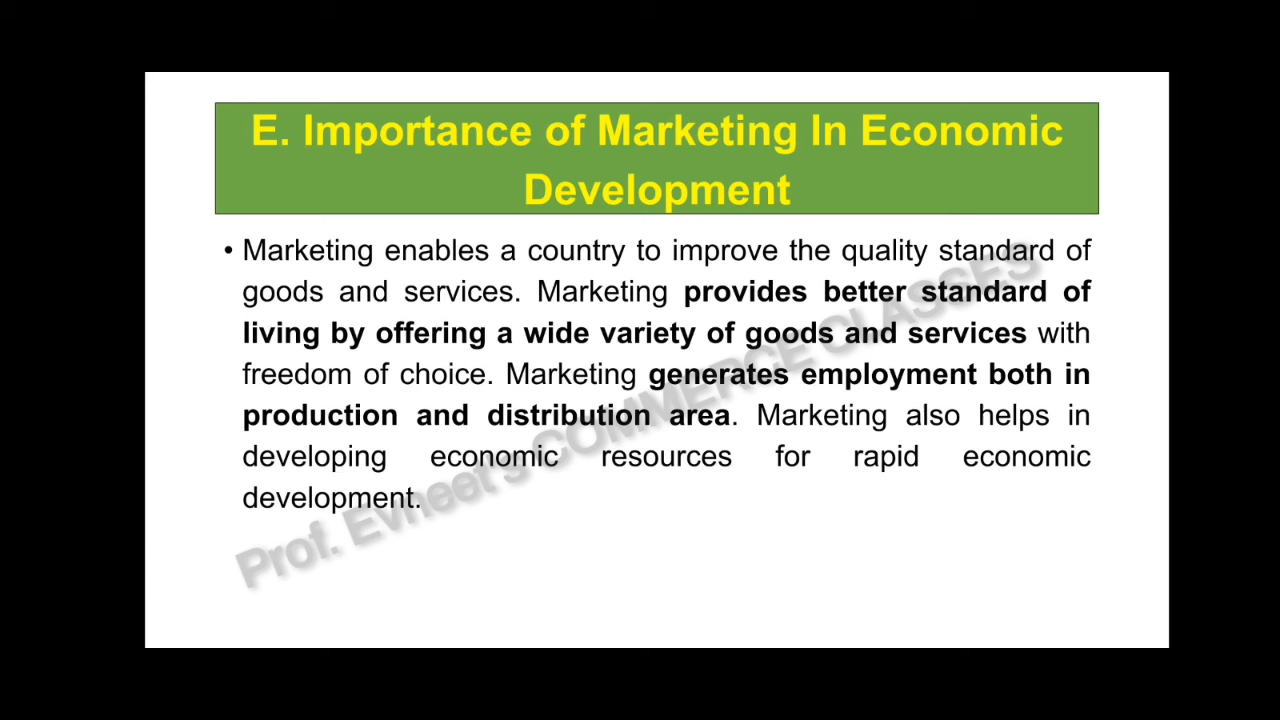 E. Importance of Marketing In Economic
Development
• Marketing enables a country to improve the quality standard of
goods and services. Marketing provides better standard of
living by offering a wide variety of goods and services with
freedom of choice. Marketing generates employment both in
production and distribution area. Marketing also helps in
developing economic resources for rapid economic
development.
Prof. Evneet's COMMERCE CLASSES